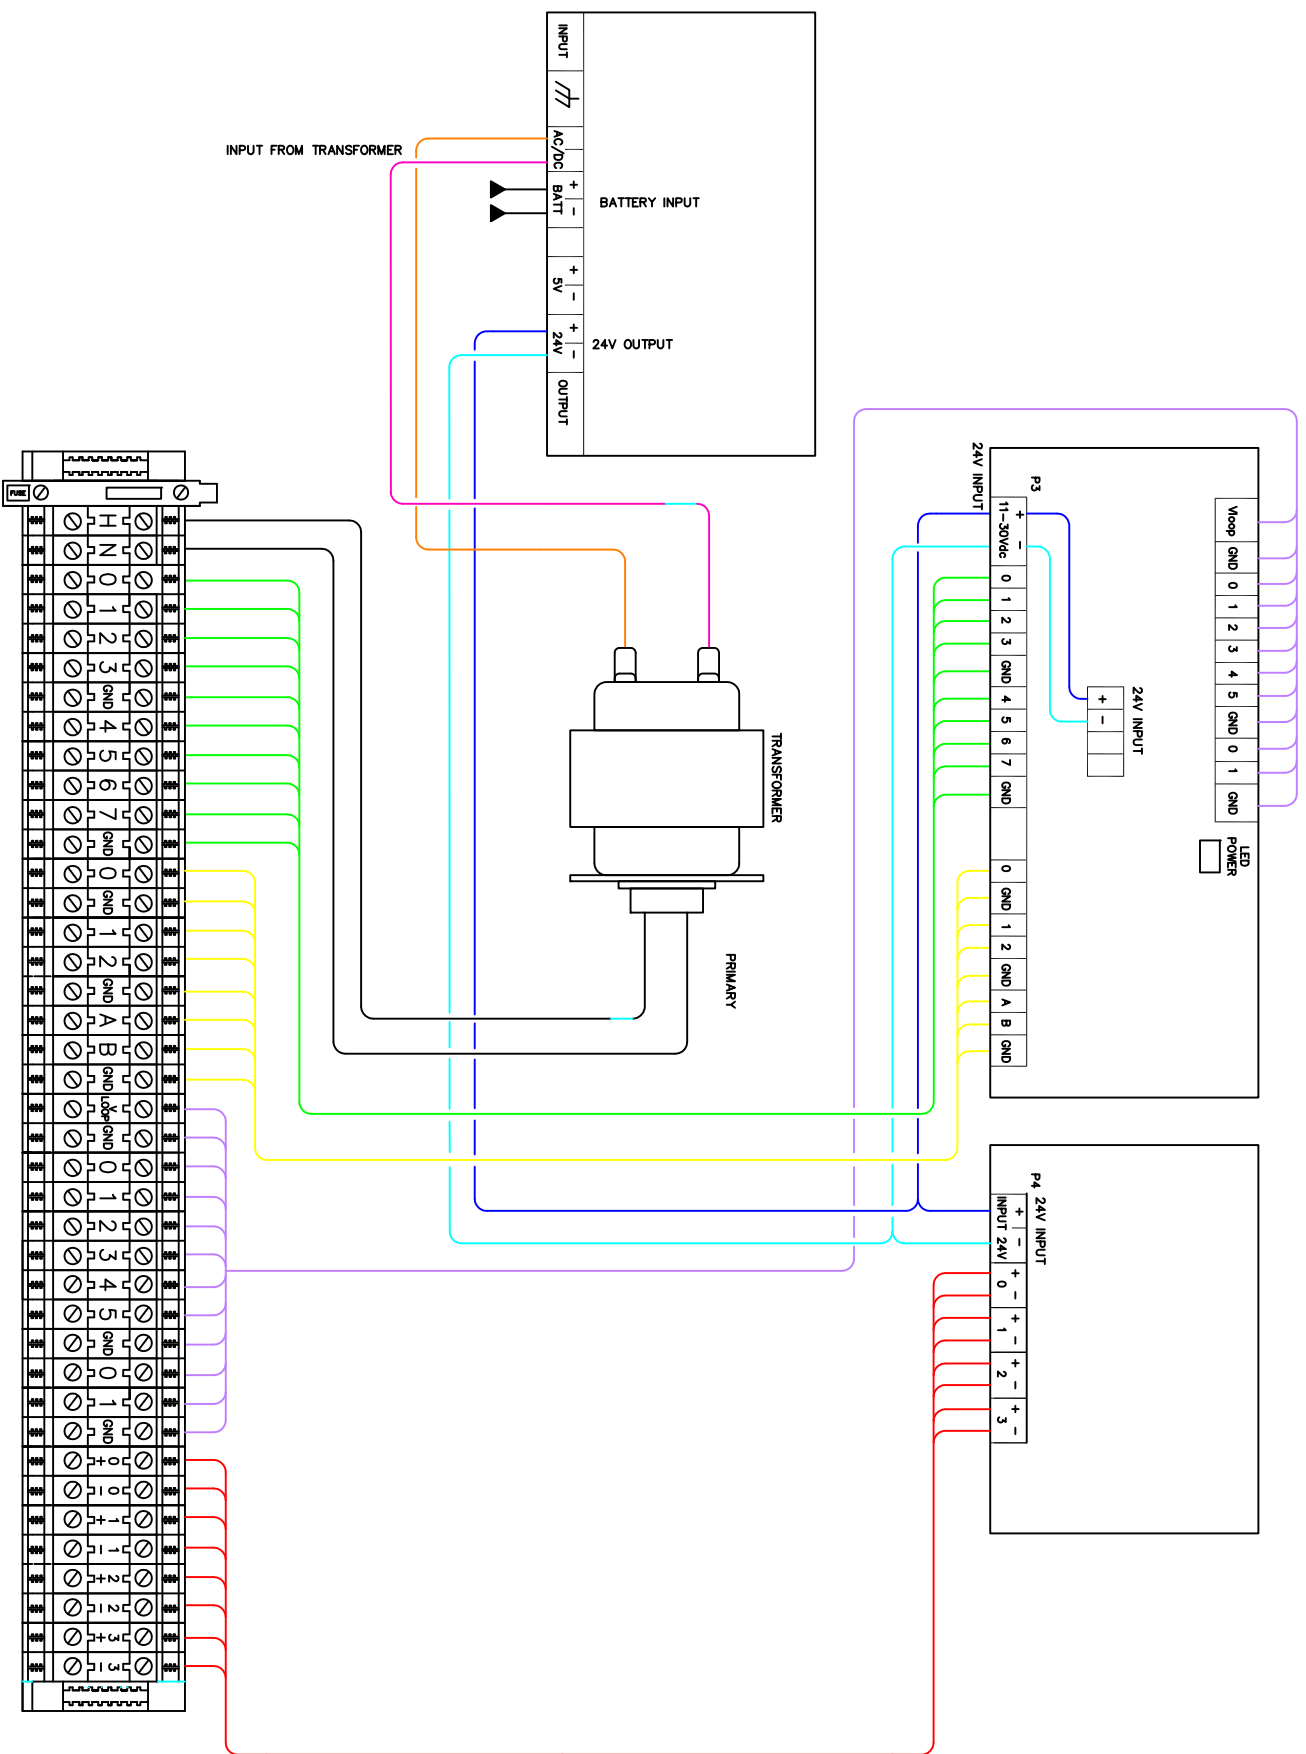 INPUT
AC/DC
+ −
BATT
+ −
5V
+ −
24V
OUTPUT
INPUT FROM TRANSFORMER
BATTERY INPUT
24V OUTPUT
TRANSFORMER
PRIMARY
24V INPUT
P3
+ −
11−30Vdc
0
1
2
3
GND
4
5
6
7
GND
0
GND
1
2
GND
A
B
GND
24V INPUT
+
−
Vloop
GND
0
1
2
3
4
5
GND
0
1
GND
LED
POWER
P4 24V INPUT
+ −
INPUT 24V
+ −
0
+ −
1
+ −
2
+ −
3
FUSE
H
N
0
1
2
3
GND
4
5
6
7
GND
0
GND
1
2
GND
A
B
GND
V
LOOP
GND
0
1
2
3
4
5
GND
0
1
GND
0 +
0 −
1 +
1 −
2 +
2 −
3 +
3 −